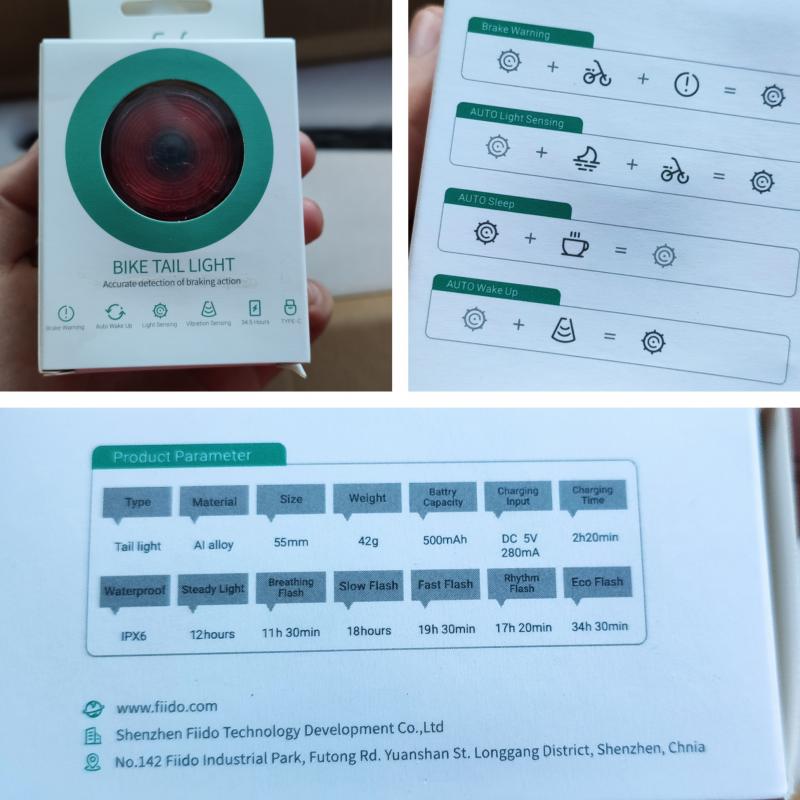 BIKE TAIL LIGHT
Accurate detection of braking action
Brake Warning
Auto Wake Up
Light Sensing
Vibration Sensing
34.5 Hours
TYPE-C
Brake Warning
+ + =
AUTO Light Sensing
+ + =
AUTO Sleep
+ =
AUTO Wake Up
+ =
Product Parameter
Type Material Size Weight Battry Capacity Charging Input Charging Time
Tail light Al alloy 55mm 42g 500mAh DC 5V 280mA 2h20min
Waterproof Steady Light Breathing Flash Slow Flash Fast Flash Rhythm Flash Eco Flash
IPX6 12hours 11h 30min 18hours 19h 30min 17h 20min 34h 30min
www.fiido.com
Shenzhen Fiido Technology Development Co.,Ltd
No.142 Fiido Industrial Park, Futong Rd. Yuanshan St. Longgang District, Shenzhen, Chnia